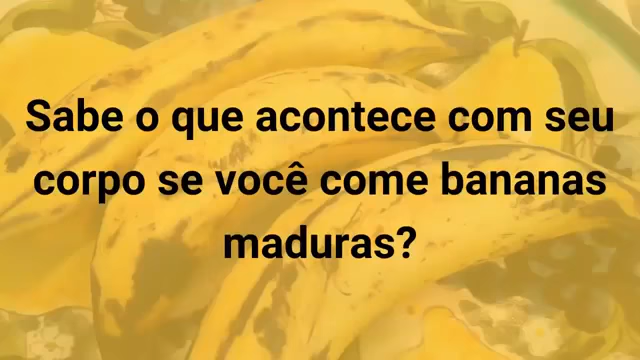 Sabe o que acontece com seu
corpo se você come bananas
maduras?